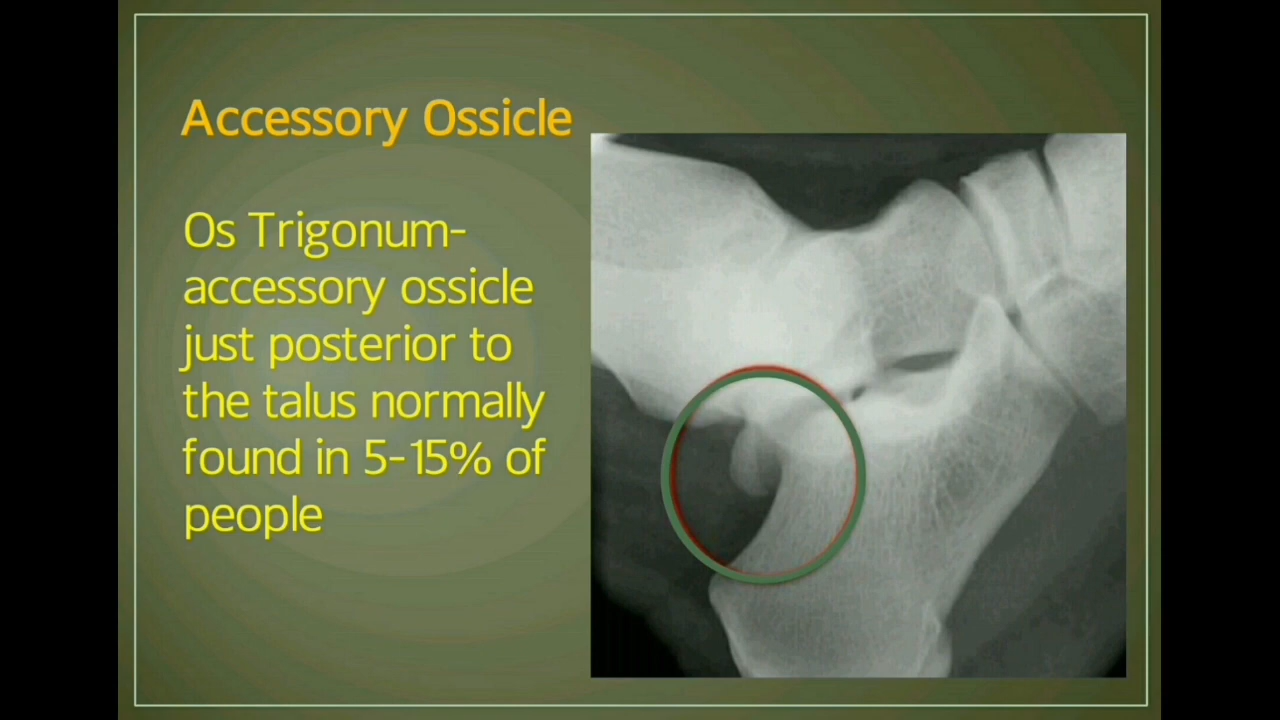 Accessory Ossicle
Os Trigonum-
accessory ossicle
just posterior to
the talus normally
found in 5-15% of
people